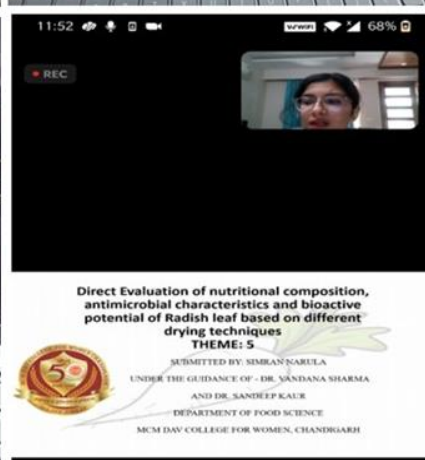 11:52
VoWIFI
68%
REC
Direct Evaluation of nutritional composition,
antimicrobial characteristics and bioactive
potential of Radish leaf based on different
drying techniques
THEME: 5
SUBMITTED BY: SIMRAN NARULA
UNDER THE GUIDANCE OF - DR. VANDANA SHARMA
AND DR. SANDEEP KAUR
DEPARTMENT OF FOOD SCIENCE
MCM DAV COLLEGE FOR WOMEN, CHANDIGARH
50